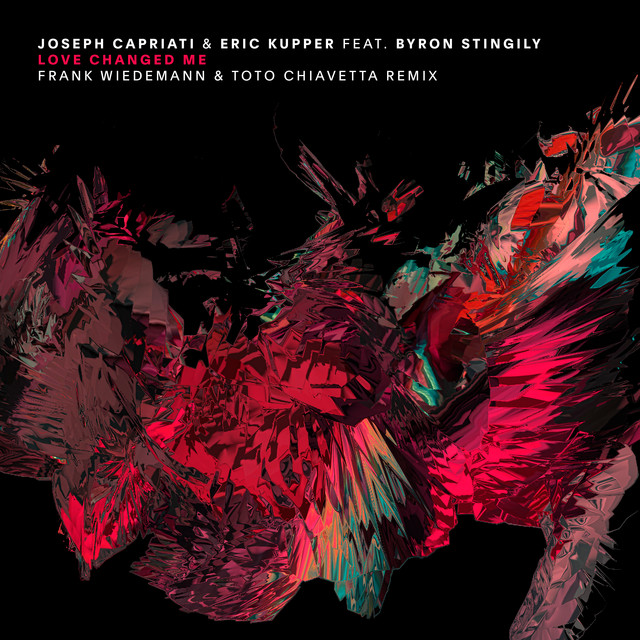 JOSEPH CAPRIATI & ERIC KUPPER FEAT. BYRON STINGILY
LOVE CHANGED ME
FRANK WIEDEMANN & TOTO CHIAVETTA REMIX